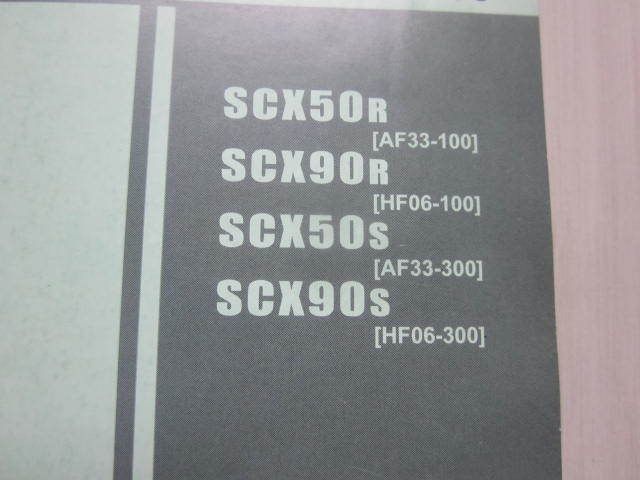 SCX50R
[AF33-100]
SCX90R
[HF06-100]
SCX50S
[AF33-300]
SCX90S
[HF06-300]